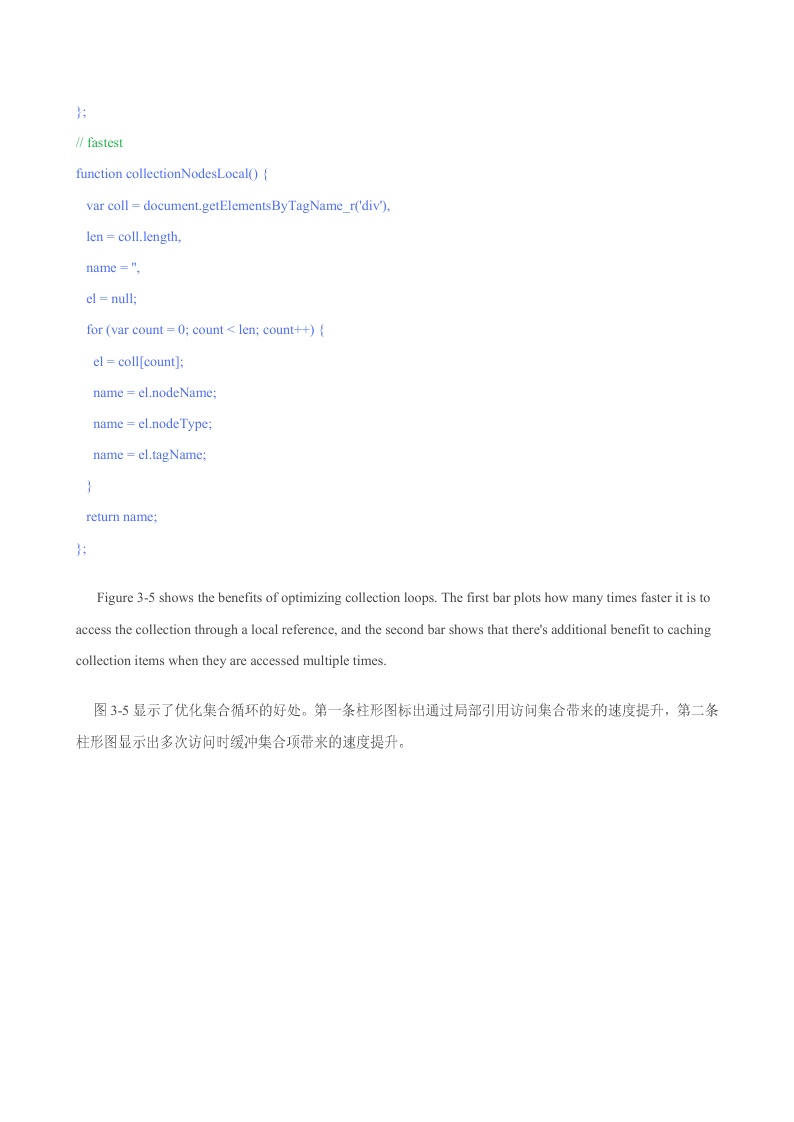 };
// fastest
function collectionNodesLocal() {
var coll = document.getElementsByTagName_r('div'),
len = coll.length,
name = '',
el = null;
for (var count = 0; count < len; count++) {
el = coll[count];
name = el.nodeName;
name = el.nodeType;
name = el.tagName;
}
return name;
};
Figure 3-5 shows the benefits of optimizing collection loops. The first bar plots how many times faster it is to
access the collection through a local reference, and the second bar shows that there's additional benefit to caching
collection items when they are accessed multiple times.
图 3-5 显示了优化集合循环的好处。第一条柱形图标出通过局部引用访问集合带来的速度提升，第二条
柱形图显示出多次访问时缓冲集合项带来的速度提升。